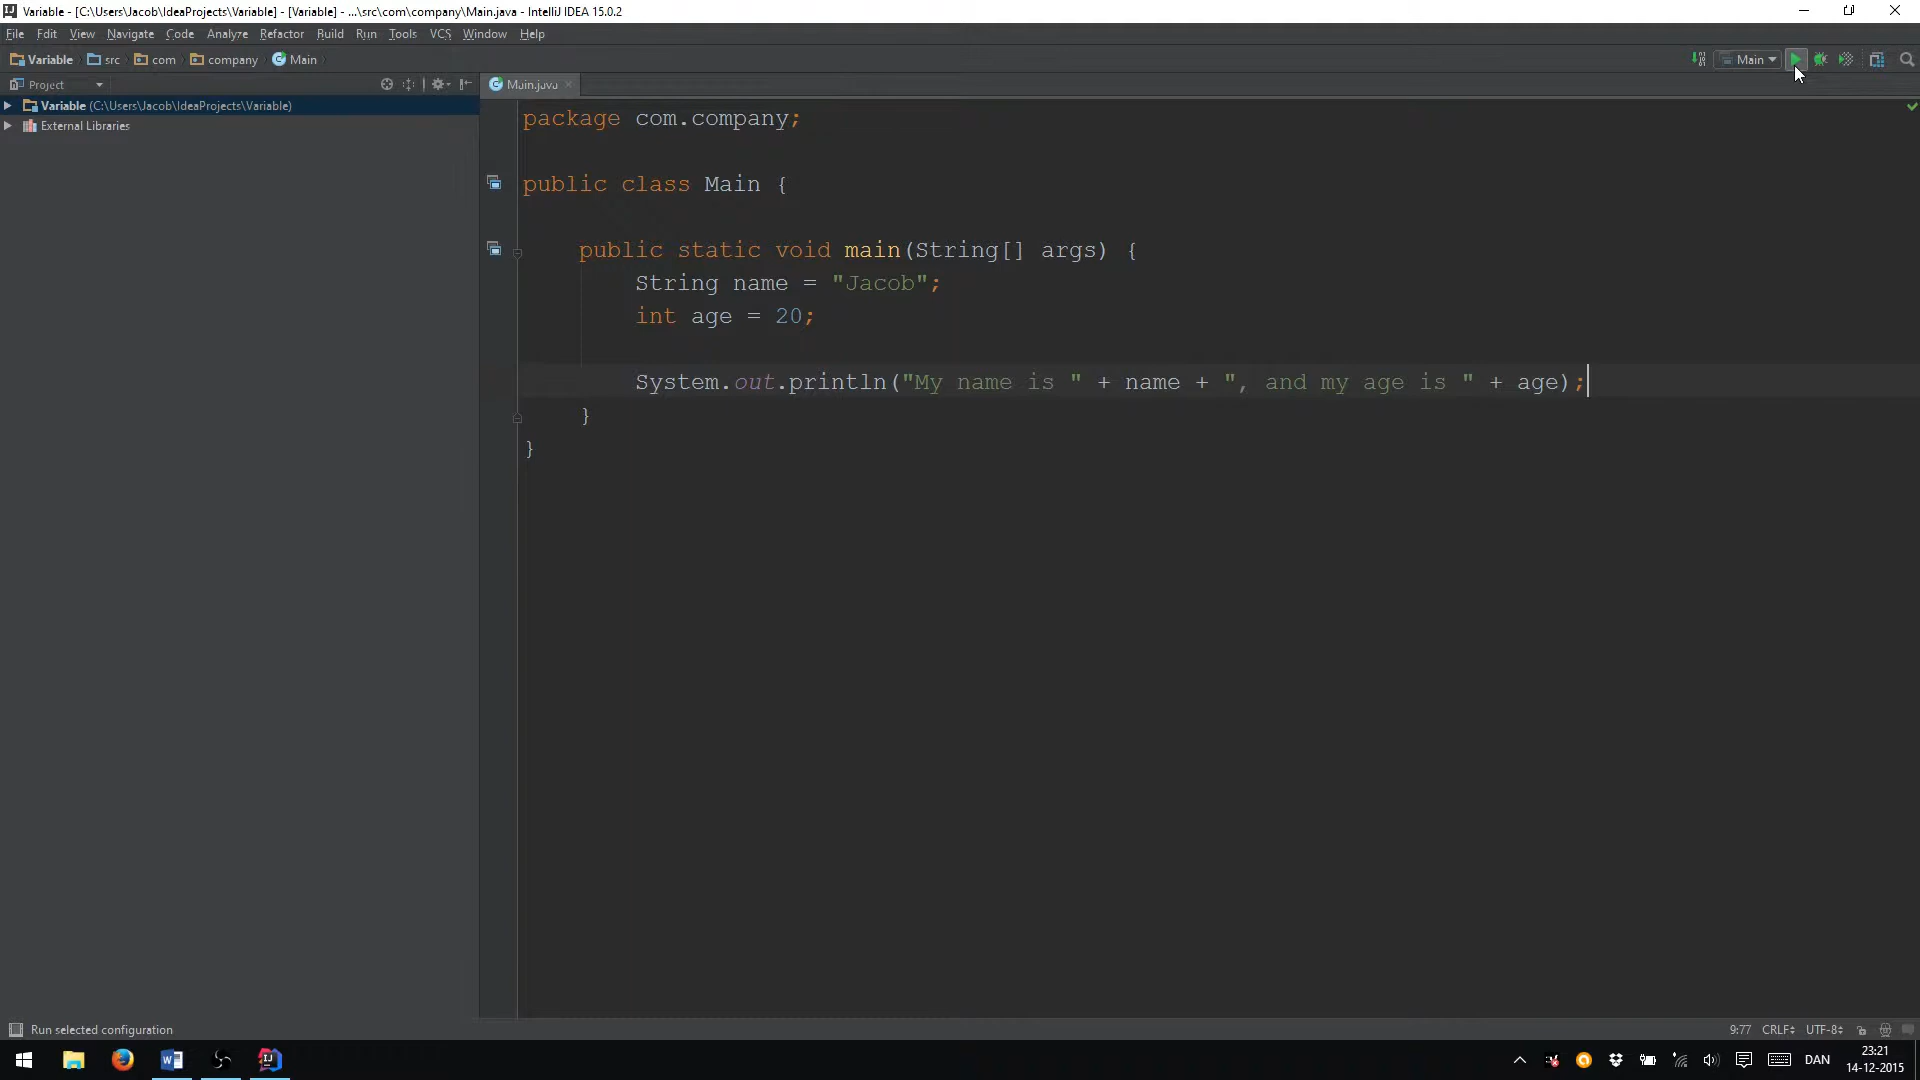 Variable - [C:\Users\Jacob\IdeaProjects\Variable] - [Variable] - ...\src\com\company\Main.java - IntelliJ IDEA 15.0.2
File Edit View Navigate Code Analyze Refactor Build Run Tools VCS Window Help
Variable src com company Main Main
Project Main.java
Variable (C:\Users\Jacob\IdeaProjects\Variable)
External Libraries
package com.company;
public class Main {
public static void main(String[] args) {
String name = "Jacob";
int age = 20;
System.out.println("My name is " + name + ", and my age is " + age);
}
}
Run selected configuration 9:77 CRLF UTF-8
DAN 23:21
14-12-2015